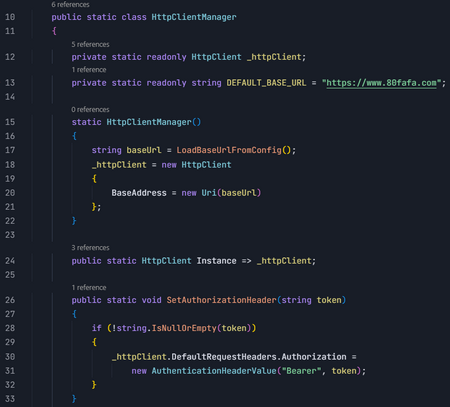 6 references
10 public static class HttpClientManager
11 {
5 references
12 private static readonly HttpClient _httpClient;
1 reference
13 private static readonly string DEFAULT_BASE_URL = "https://www.80fafa.com";
14
0 references
15 static HttpClientManager()
16 {
17 string baseUrl = LoadBaseUrlFromConfig();
18 _httpClient = new HttpClient
19 {
20 BaseAddress = new Uri(baseUrl)
21 };
22 }
23
3 references
24 public static HttpClient Instance => _httpClient;
25
1 reference
26 public static void SetAuthorizationHeader(string token)
27 {
28 if (!string.IsNullOrEmpty(token))
29 {
30 _httpClient.DefaultRequestHeaders.Authorization =
31 new AuthenticationHeaderValue("Bearer", token);
32 }
33 }